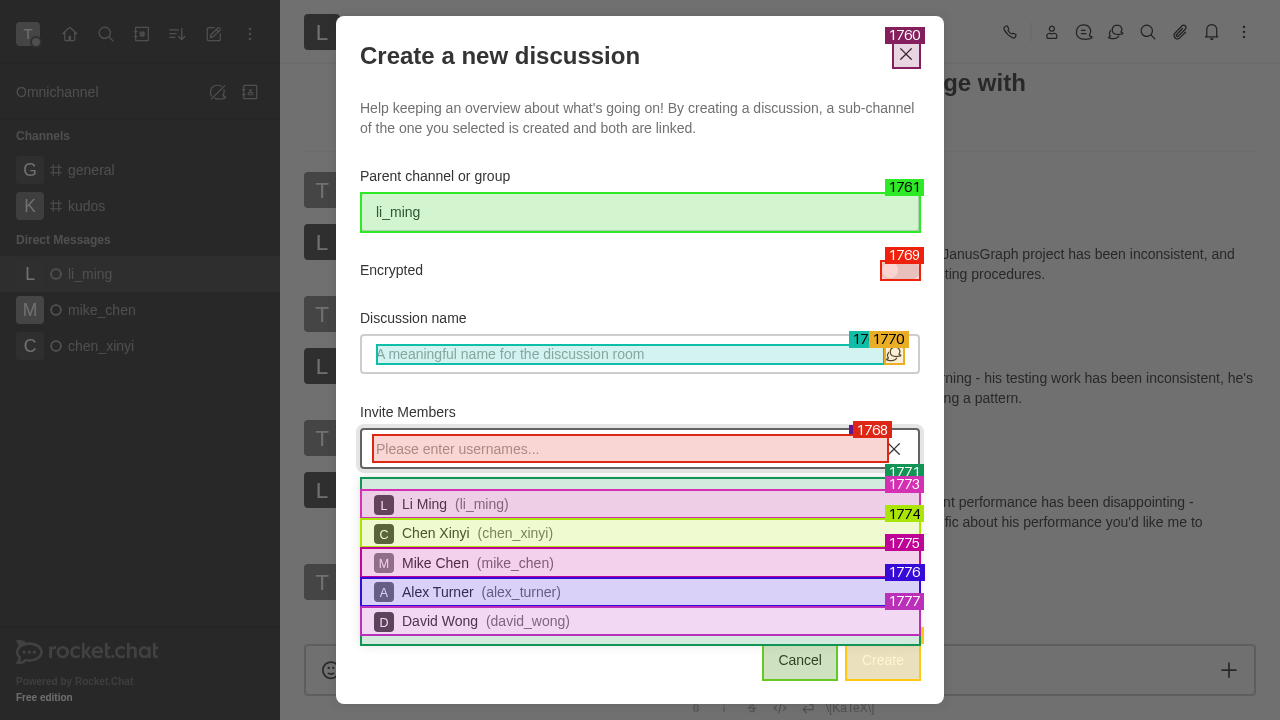 T
Omnichannel
Channels
G general
K kudos
Direct Messages
L li_ming
M mike_chen
C chen_xinyi
rocket.chat
Powered by Rocket.Chat
Free edition
L
ge with
T
L
JanusGraph project has been inconsistent, and
ting procedures.
T
L
ning - his testing work has been inconsistent, he's
ng a pattern.
T
L
nt performance has been disappointing -
fic about his performance you'd like me to
T
Create a new discussion
1760
Help keeping an overview about what's going on! By creating a discussion, a sub-channel
of the one you selected is created and both are linked.
Parent channel or group
1761
li_ming
1769
Encrypted
Discussion name
17 1770
A meaningful name for the discussion room
Invite Members
1768
Please enter usernames...
1771
1773
L Li Ming (li_ming)
1774
C Chen Xinyi (chen_xinyi)
1775
M Mike Chen (mike_chen)
1776
A Alex Turner (alex_turner)
1777
D David Wong (david_wong)
Cancel
Create
\[KaTeX\]